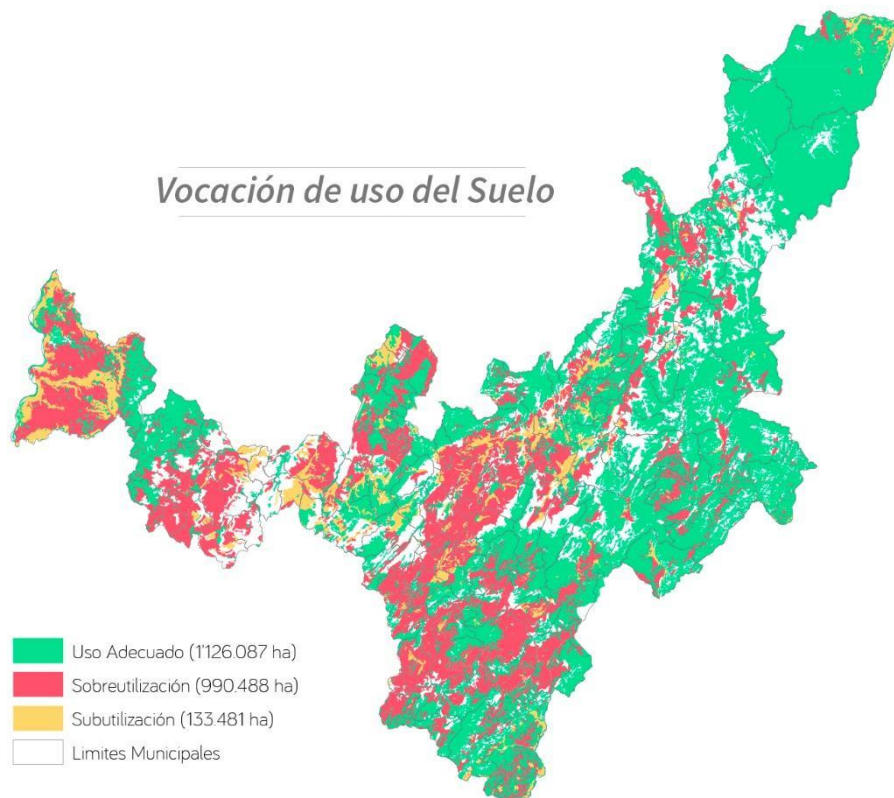 Vocación de uso del Suelo
Uso Adecuado (1'126.087 ha)
Sobreutilización (990.488 ha)
Subutilización (133.481 ha)
Limites Municipales